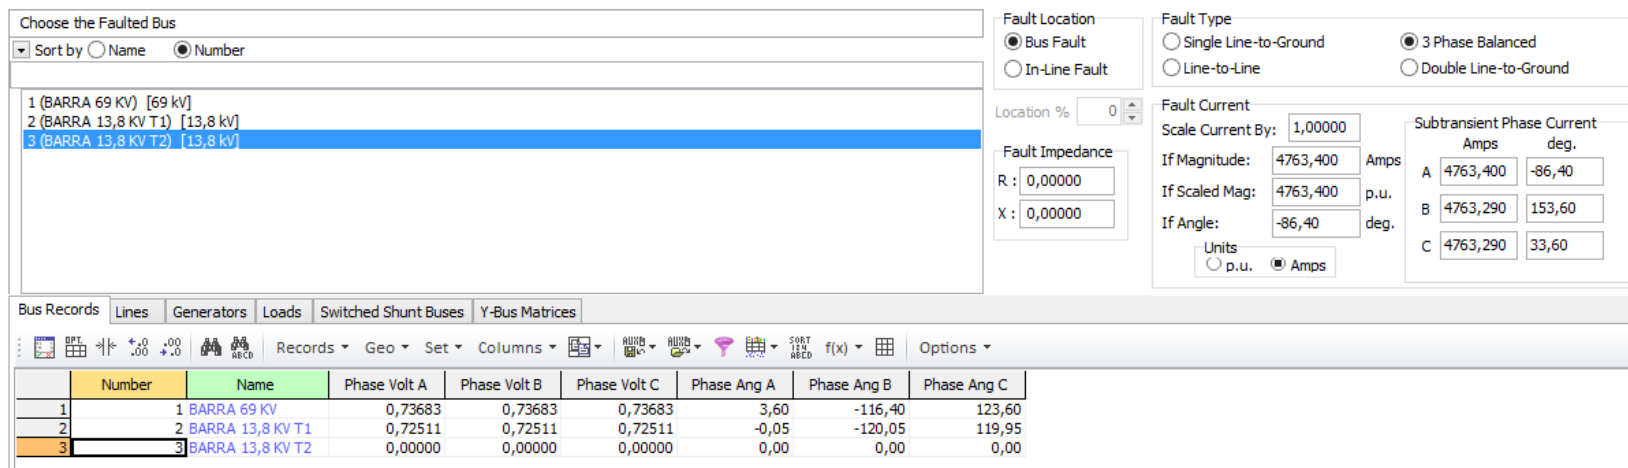 Choose the Faulted Bus
Sort by Name Number
1 (BARRA 69 KV) [69 kV]
2 (BARRA 13,8 KV T1) [13,8 kV]
3 (BARRA 13,8 KV T2) [13,8 kV]
Fault Location
Bus Fault
In-Line Fault
Location % 0
Fault Impedance
R : 0,00000
X : 0,00000
Fault Type
Single Line-to-Ground 3 Phase Balanced
Line-to-Line Double Line-to-Ground
Fault Current
Scale Current By: 1,00000
If Magnitude: 4763,400 Amps
If Scaled Mag: 4763,400 p.u.
If Angle: -86,40 deg.
Units
p.u. Amps
Subtransient Phase Current
Amps deg.
A 4763,400 -86,40
B 4763,290 153,60
C 4763,290 33,60
Bus Records Lines Generators Loads Switched Shunt Buses Y-Bus Matrices
Records Geo Set Columns f(x) Options
Number Name Phase Volt A Phase Volt B Phase Volt C Phase Ang A Phase Ang B Phase Ang C
1 1 BARRA 69 KV 0,73683 0,73683 0,73683 3,60 -116,40 123,60
2 2 BARRA 13,8 KV T1 0,72511 0,72511 0,72511 -0,05 -120,05 119,95
3 3 BARRA 13,8 KV T2 0,00000 0,00000 0,00000 0,00 0,00 0,00